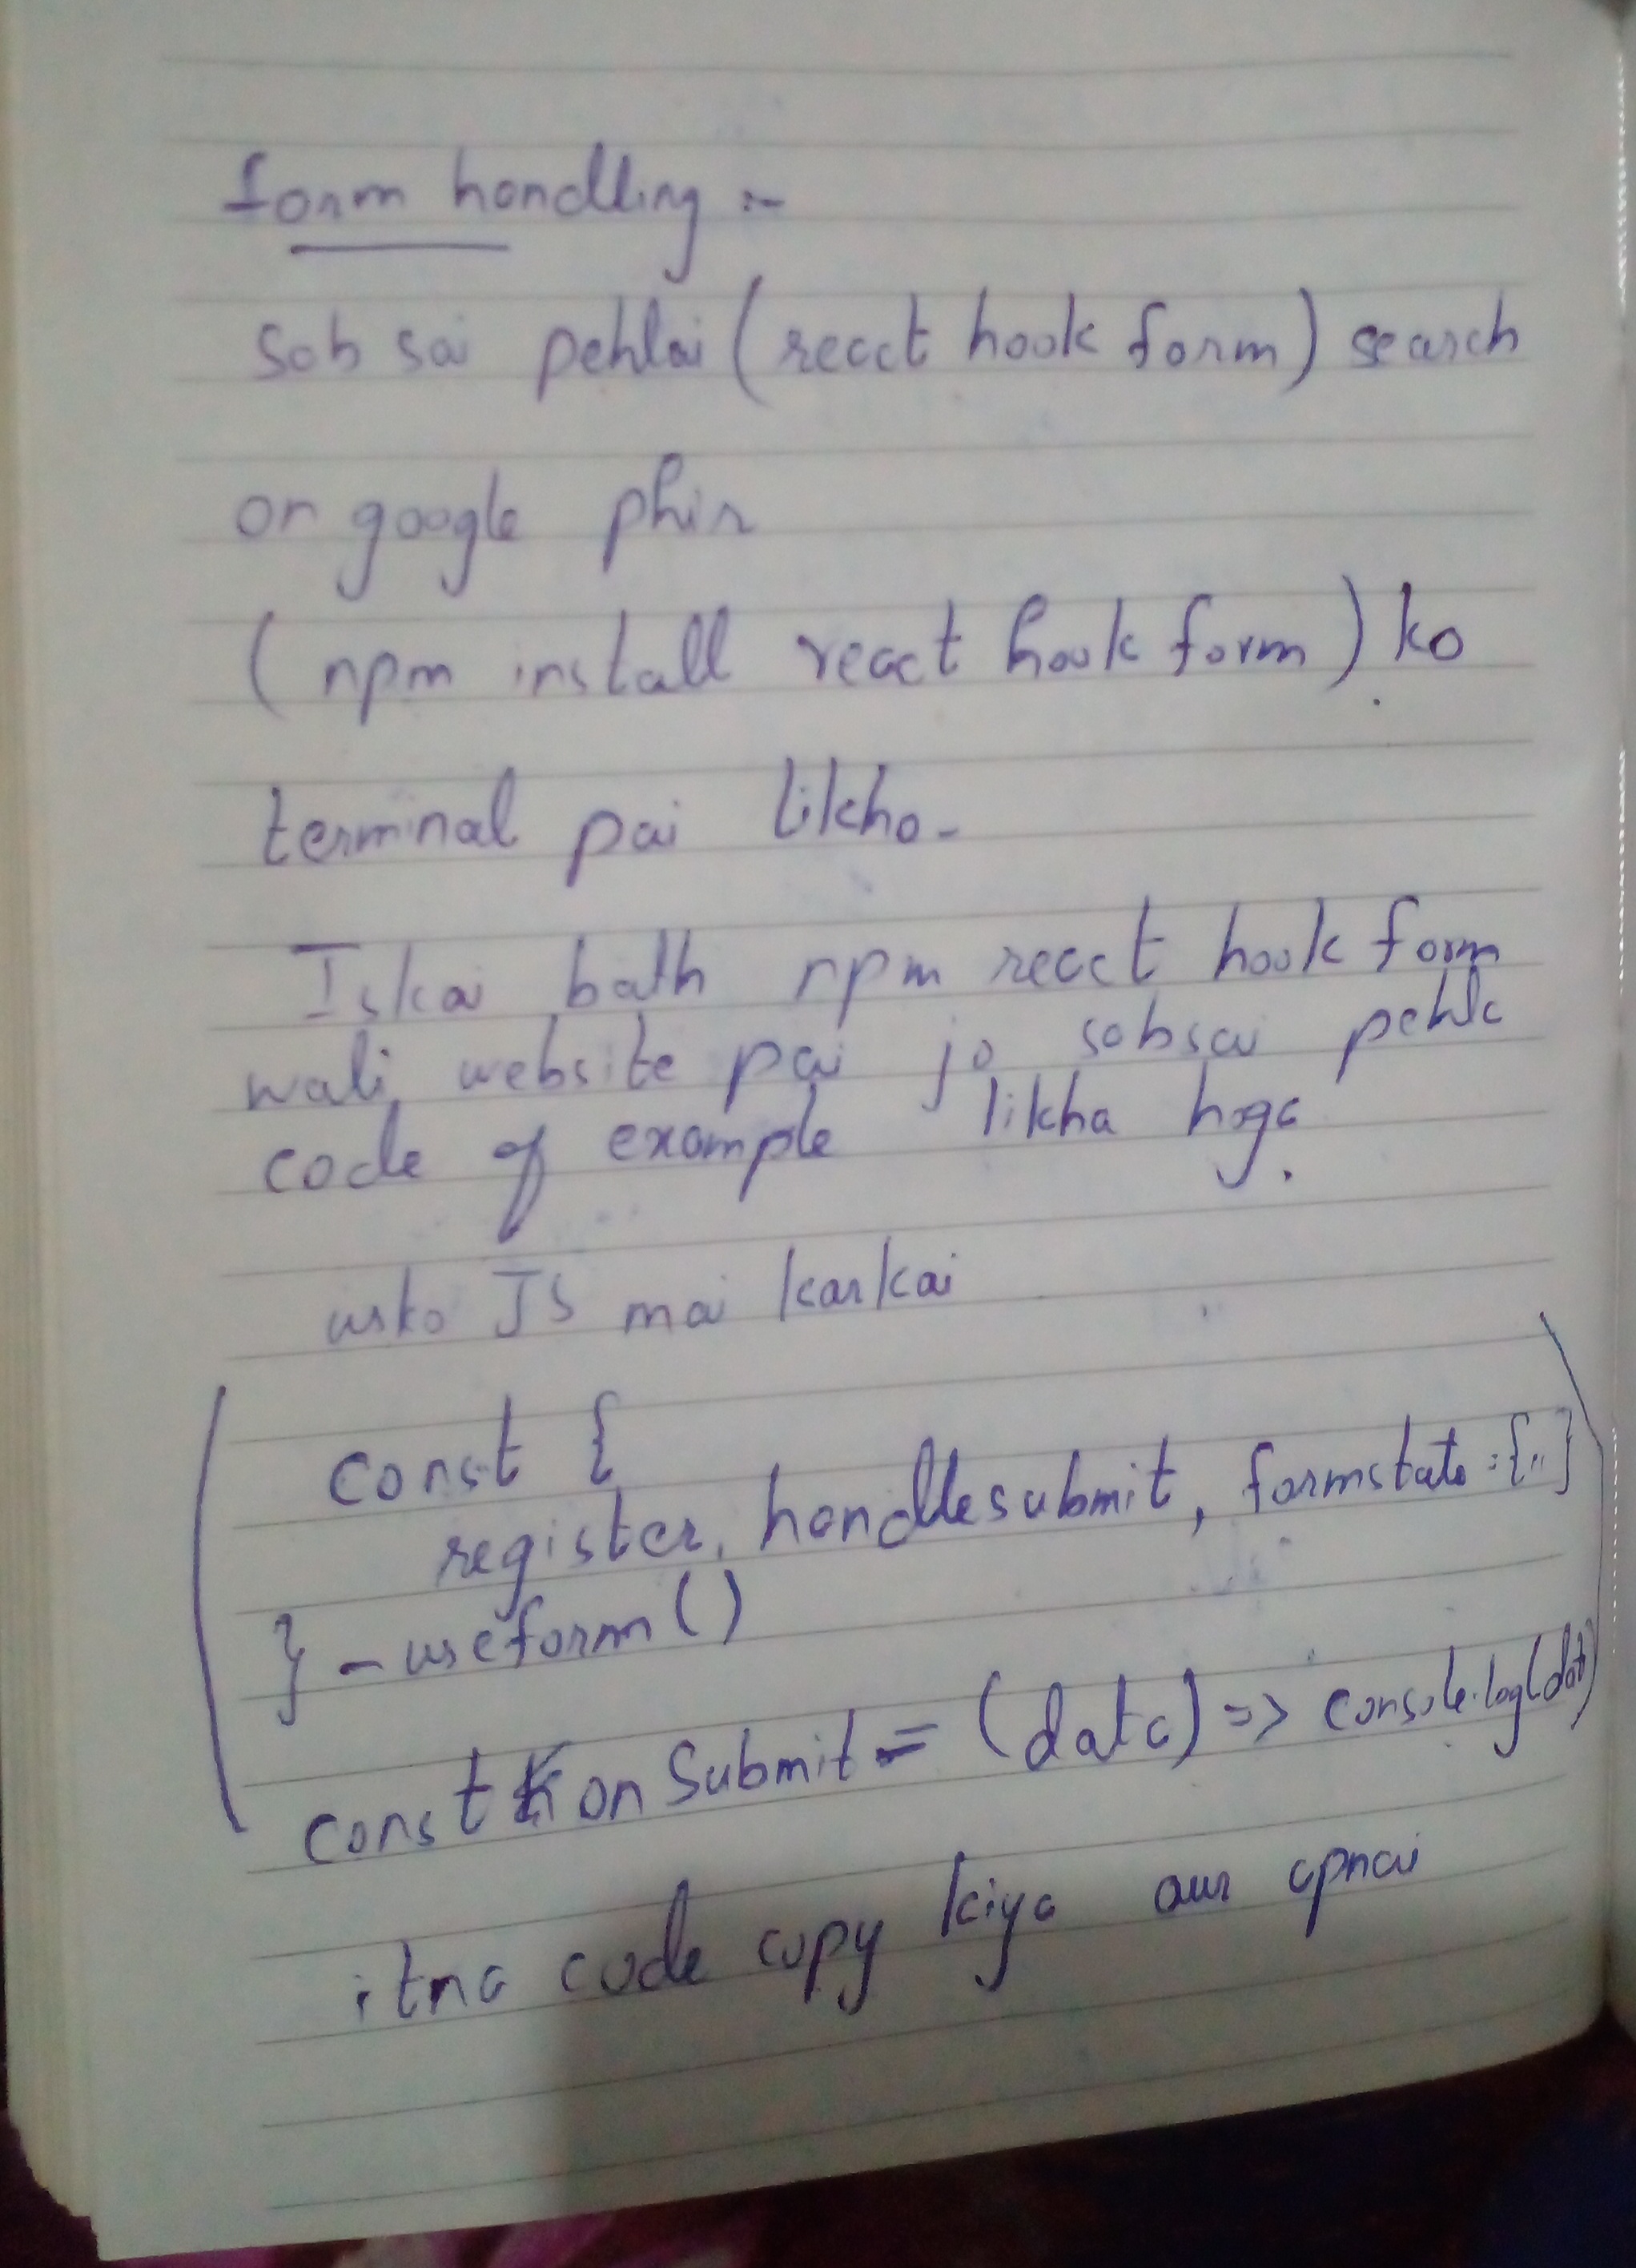 form handling :-
sab sai pehlai (react hook form) search
on google phir
(npm install react hook form) ko
terminal pai likho.
Iskai bath npm react hook form
wali website pai jo sabsai pehla
code of example likha hoga.
usko JS mai karkai
const {
register, handlesubmit, formstate:{..}
} - useform()
const onSubmit = (data) => console.log(dat)
itna code copy kiya aur apnai